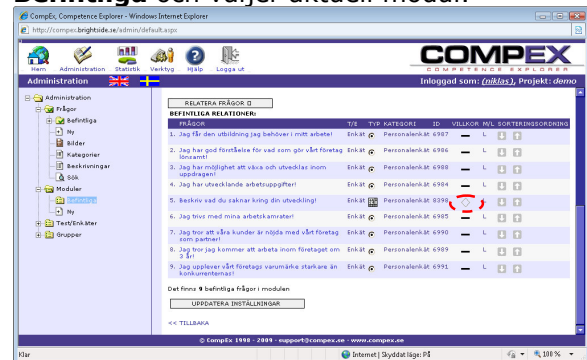 Befintliga och väljer aktuell modul.
CompEx, Competence Explorer - Windows Internet Explorer
http://compex.brightside.se/admin/default.aspx
Hem Administration Statistik Verktyg Hjälp Logga ut
COMPEX
COMPETENCE EXPLORER
Administration
Inloggad som: (niklas), Projekt: demo
Administration
Frågor
Befintliga
Ny
Bilder
Kategorier
Beskrivningar
Sök
Moduler
Befintliga
Ny
Test/Enkäter
Grupper
RELATERA FRÅGOR
BEFINTLIGA RELATIONER:
FRÅGOR T/E TYP KATEGORI ID VILLKOR M/L SORTERINGSORDNING
1. Jag får den utbildning jag behöver i mitt arbete! Enkät Personalenkät 6987 L
2. Jag har god förståelse för vad som gör vårt företag lönsamt! Enkät Personalenkät 6986 L
3. Jag har möjlighet att växa och utvecklas inom uppdragen! Enkät Personalenkät 6988 L
4. Jag har utvecklande arbetsuppgifter! Enkät Personalenkät 6984 L
5. Beskriv vad du saknar kring din utveckling! Enkät Personalenkät 8398 L
6. Jag trivs med mina arbetskamrater! Enkät Personalenkät 6985 L
7. Jag tror att våra kunder är nöjda med vårt företag som partner! Enkät Personalenkät 6990 L
8. Jag tror jag kommer att arbeta inom företaget om 3 år! Enkät Personalenkät 6989 L
9. Jag upplever vårt företags varumärke starkare än konkurrenternas! Enkät Personalenkät 6991 L
Det finns 9 befintliga frågor i modulen
UPPDATERA INSTÄLLNINGAR
<< TILLBAKA
© CompEx 1998 - 2009 - support@compex.se - www.compex.se
Klar
Internet | Skyddat läge: På
100 %